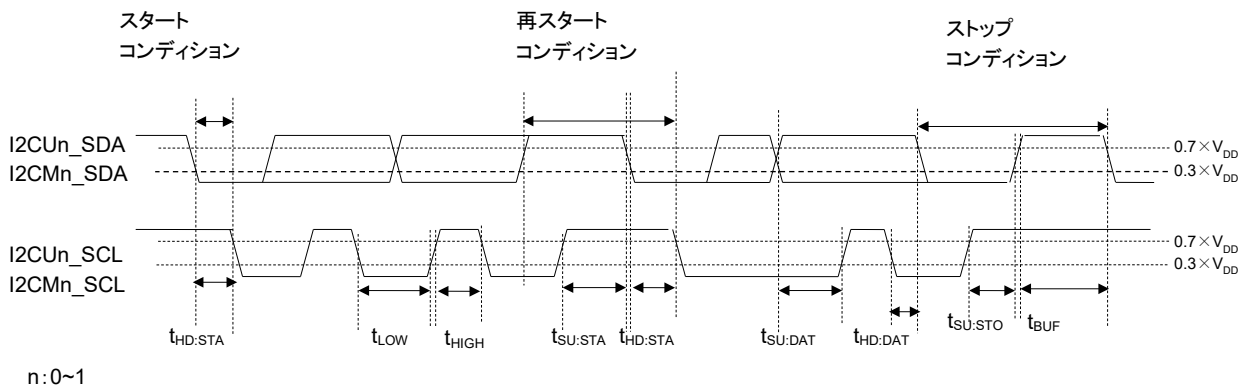 スタート
コンディション
再スタート
コンディション
ストップ
コンディション
I2CUn_SDA
I2CMn_SDA
0.7×VDD
0.3×VDD
I2CUn_SCL
I2CMn_SCL
0.7×VDD
0.3×VDD
tHD:STA
tLOW
tHIGH
tSU:STA
tHD:STA
tSU:DAT
tHD:DAT
tSU:STO
tBUF
n:0~1